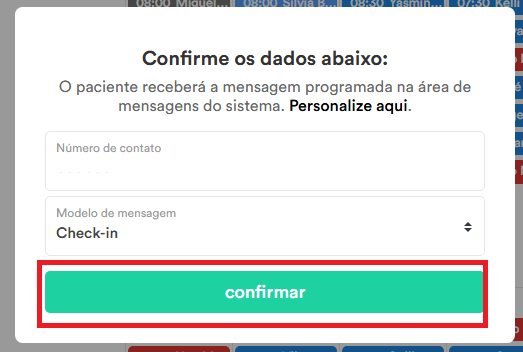 08:00 Miguel...
08:00 Silvia B...
08:30 Yasmin...
07:30 Kelli
Confirme os dados abaixo:
O paciente receberá a mensagem programada na área de
mensagens do sistema. Personalize aqui.
Número de contato
Modelo de mensagem
Check-in
confirmar